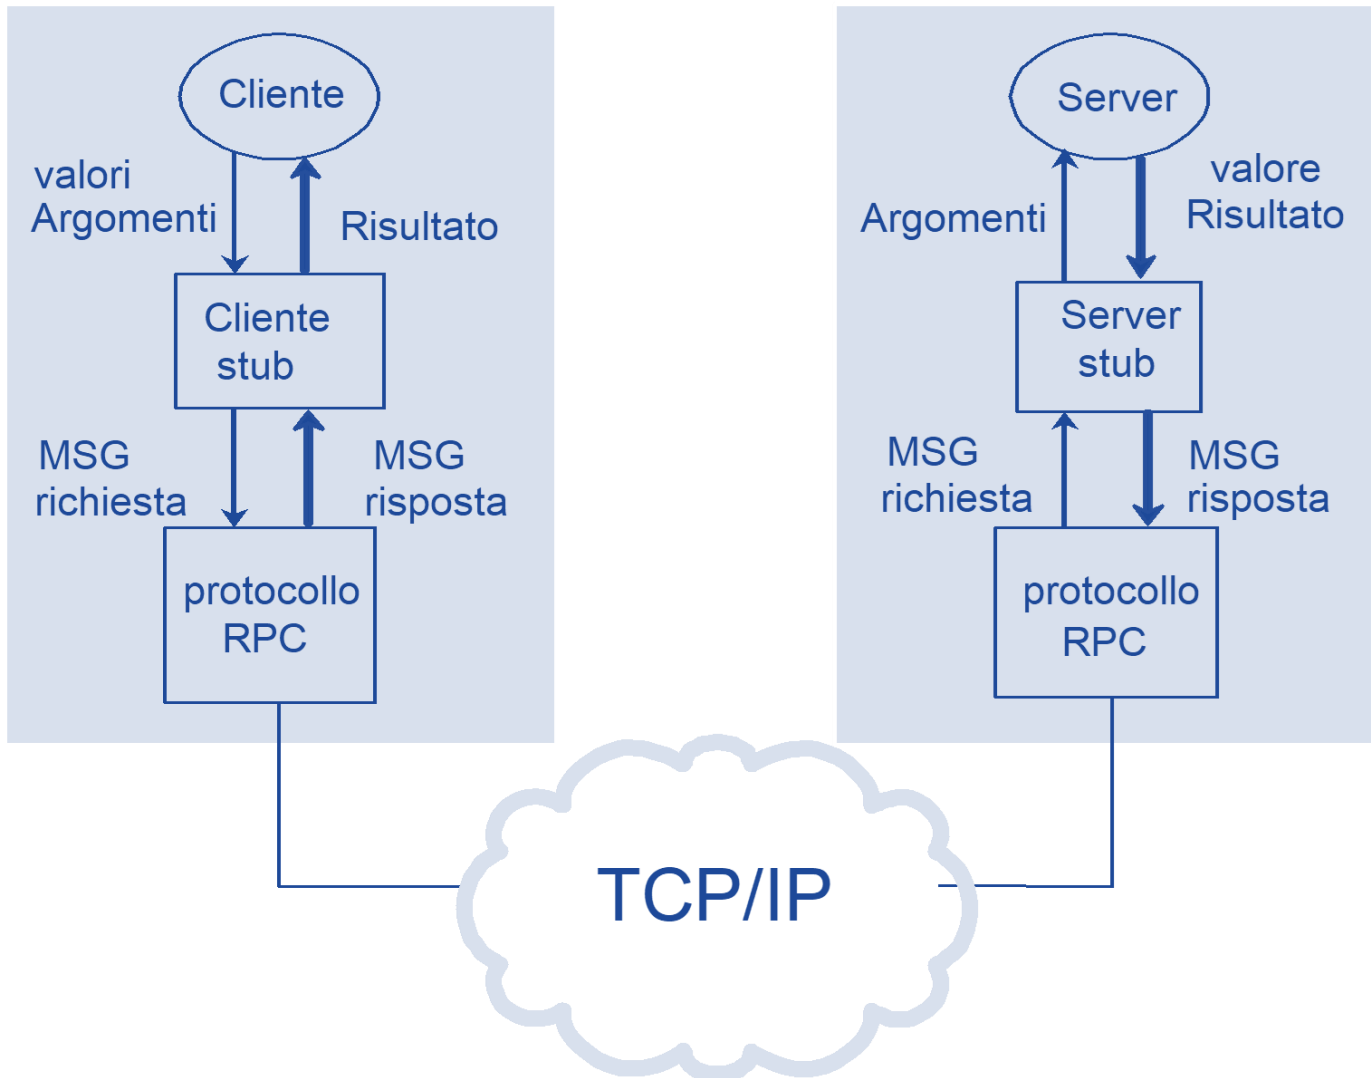 Cliente
valori
Argomenti
Risultato
Cliente
stub
MSG
richiesta
MSG
risposta
protocollo
RPC
Server
Argomenti
valore
Risultato
Server
stub
MSG
richiesta
MSG
risposta
protocollo
RPC
TCP/IP